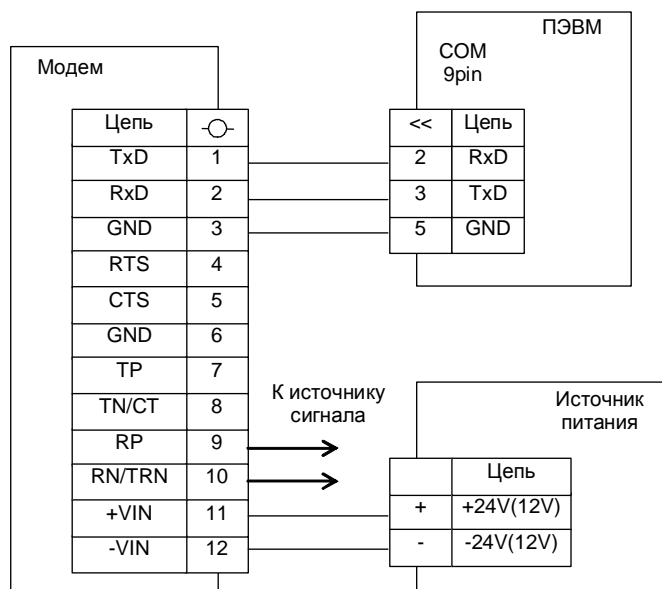 Модем
Цепь
TxD 1
RxD 2
GND 3
RTS 4
CTS 5
GND 6
TP 7
TN/CT 8
RP 9
RN/TRN 10
+VIN 11
-VIN 12
ПЭВМ
COM
9pin
<< Цепь
2 RxD
3 TxD
5 GND
К источнику
сигнала
Источник
питания
Цепь
+ +24V(12V)
- -24V(12V)